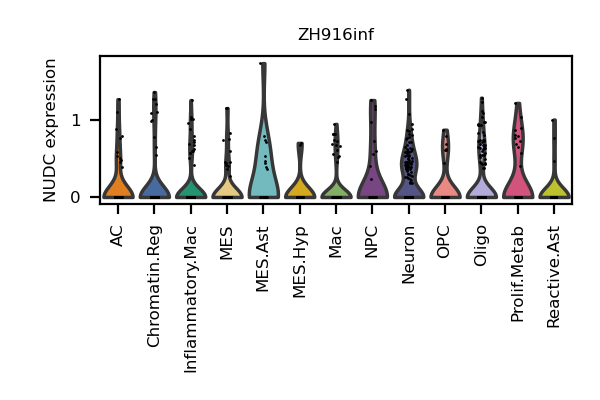 ZH916inf
NUDC expression
1
0
AC
Chromatin.Reg
Inflammatory.Mac
MES
MES.Ast
MES.Hyp
Mac
NPC
Neuron
OPC
Oligo
Prolif.Metab
Reactive.Ast